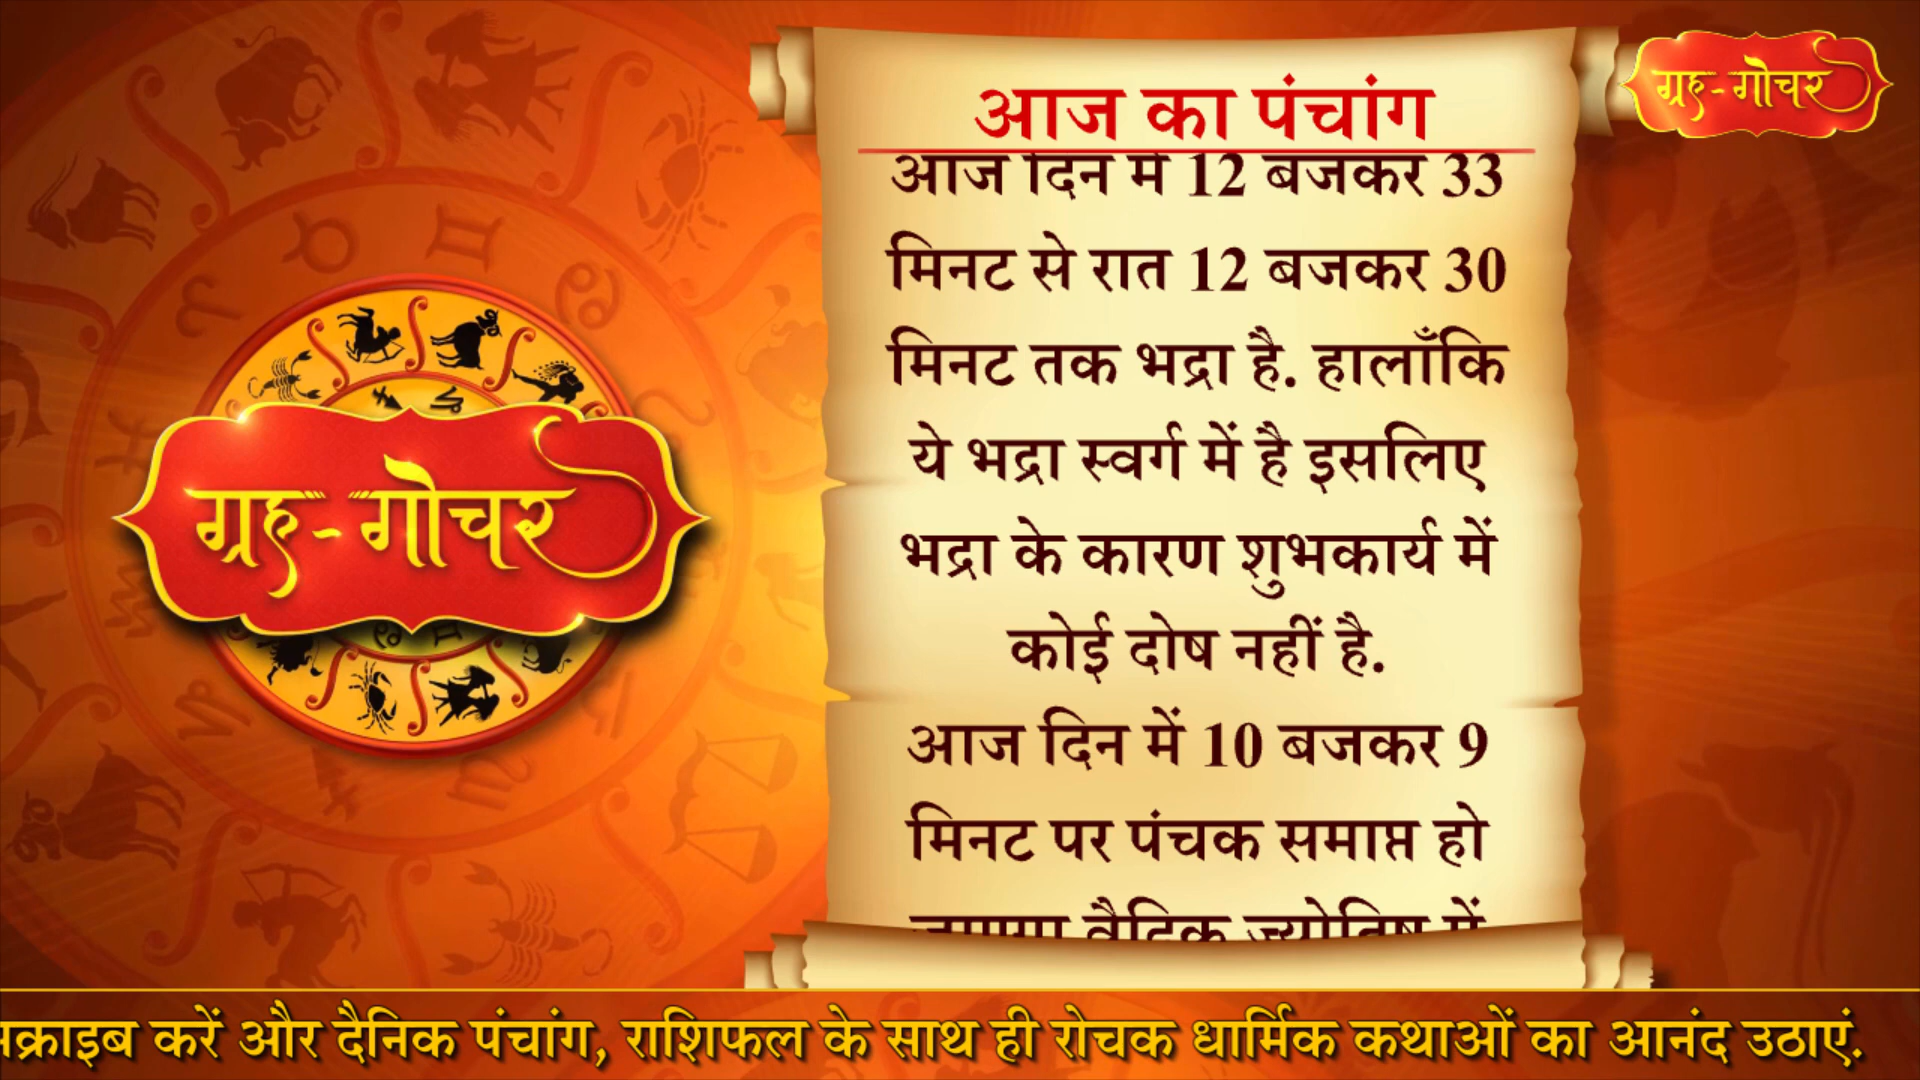 आज का पंचांग
ग्रह-गोचर
आज दिन में 12 बजकर 33
मिनट से रात 12 बजकर 30
मिनट तक भद्रा है. हालाँकि
ये भद्रा स्वर्ग में है इसलिए
भद्रा के कारण शुभकार्य में
कोई दोष नहीं है.
आज दिन में 10 बजकर 9
मिनट पर पंचक समाप्त हो
वैदिक ज्योतिष में
ग्रह-गोचर
करें और दैनिक पंचांग, राशिफल के साथ ही रोचक धार्मिक कथाओं का आनंद उठाएं.